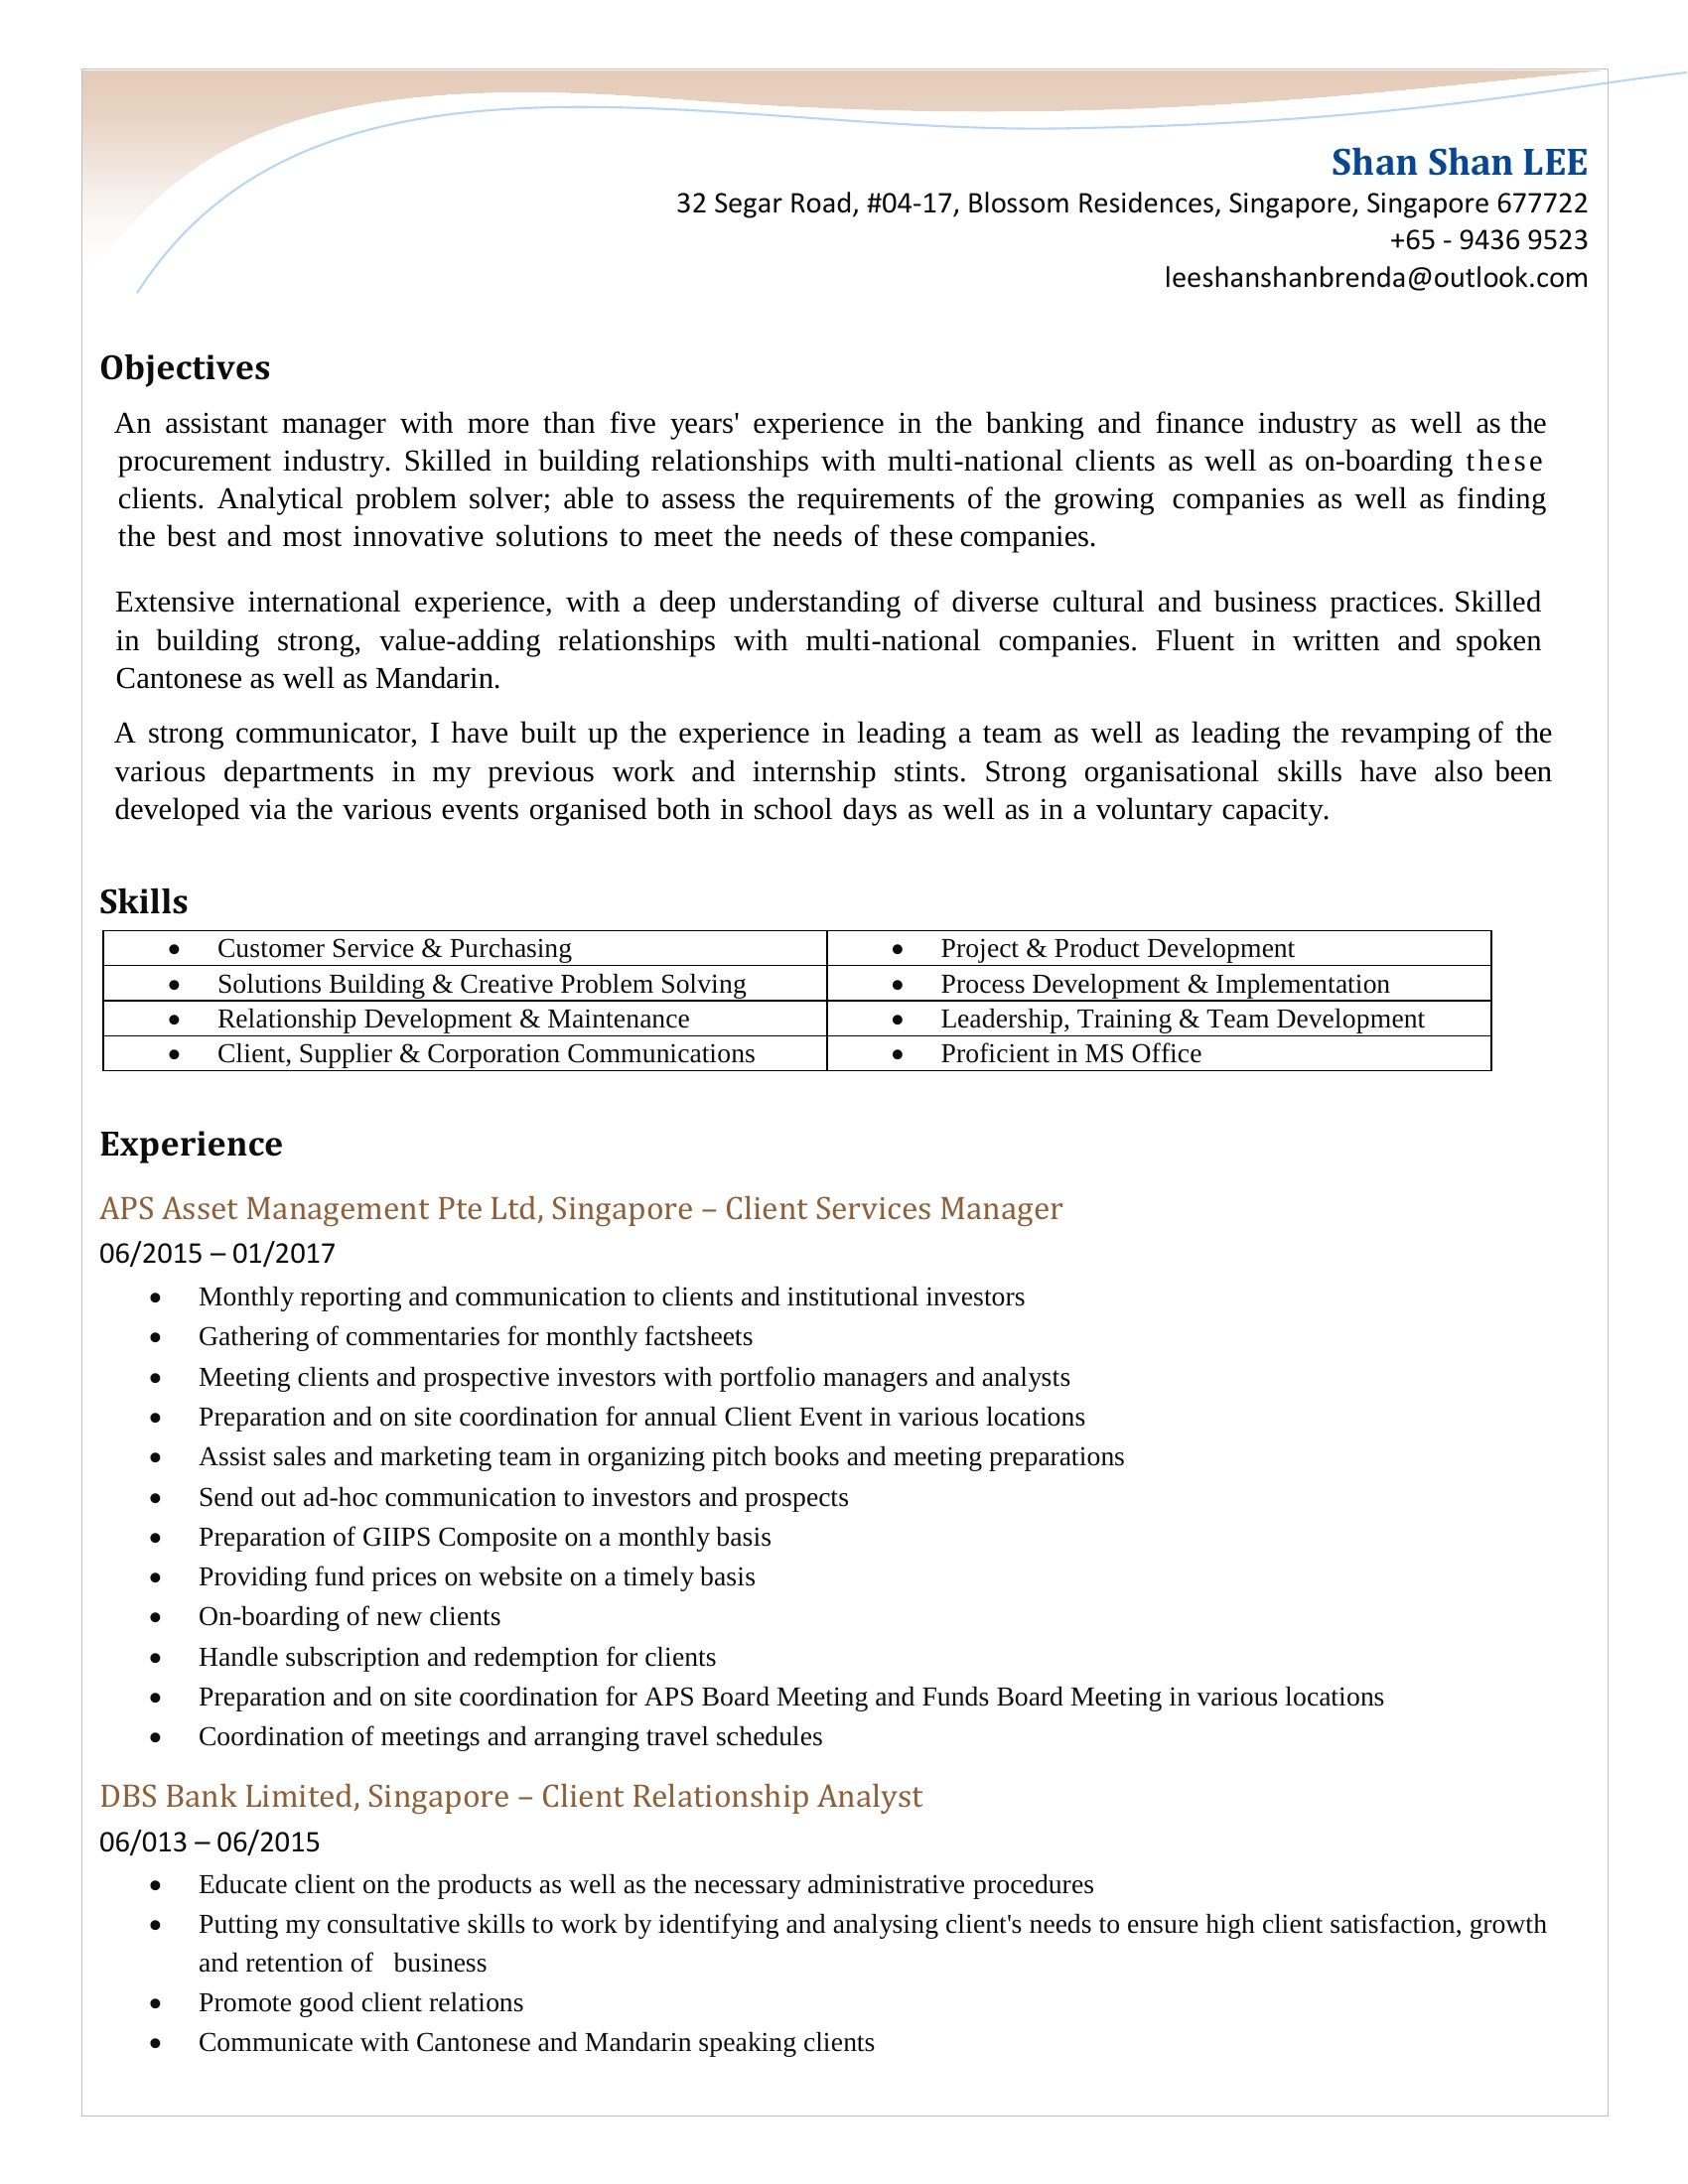 Shan Shan LEE
32 Segar Road, #04-17, Blossom Residences, Singapore, Singapore 677722
+65 - 9436 9523
leeshanshanbrenda@outlook.com
Objectives
An assistant manager with more than five years' experience in the banking and finance industry as well as the
procurement industry. Skilled in building relationships with multi-national clients as well as on-boarding these
clients. Analytical problem solver; able to assess the requirements of the growing companies as well as finding
the best and most innovative solutions to meet the needs of these companies.
Extensive international experience, with a deep understanding of diverse cultural and business practices. Skilled
in building strong, value-adding relationships with multi-national companies. Fluent in written and spoken
Cantonese as well as Mandarin.
A strong communicator, I have built up the experience in leading a team as well as leading the revamping of the
various departments in my previous work and internship stints. Strong organisational skills have also been
developed via the various events organised both in school days as well as in a voluntary capacity.
Skills
• Customer Service & Purchasing • Project & Product Development
• Solutions Building & Creative Problem Solving • Process Development & Implementation
• Relationship Development & Maintenance • Leadership, Training & Team Development
• Client, Supplier & Corporation Communications • Proficient in MS Office
Experience
APS Asset Management Pte Ltd, Singapore – Client Services Manager
06/2015 – 01/2017
• Monthly reporting and communication to clients and institutional investors
• Gathering of commentaries for monthly factsheets
• Meeting clients and prospective investors with portfolio managers and analysts
• Preparation and on site coordination for annual Client Event in various locations
• Assist sales and marketing team in organizing pitch books and meeting preparations
• Send out ad-hoc communication to investors and prospects
• Preparation of GIIPS Composite on a monthly basis
• Providing fund prices on website on a timely basis
• On-boarding of new clients
• Handle subscription and redemption for clients
• Preparation and on site coordination for APS Board Meeting and Funds Board Meeting in various locations
• Coordination of meetings and arranging travel schedules
DBS Bank Limited, Singapore – Client Relationship Analyst
06/013 – 06/2015
• Educate client on the products as well as the necessary administrative procedures
• Putting my consultative skills to work by identifying and analysing client's needs to ensure high client satisfaction, growth
and retention of business
• Promote good client relations
• Communicate with Cantonese and Mandarin speaking clients